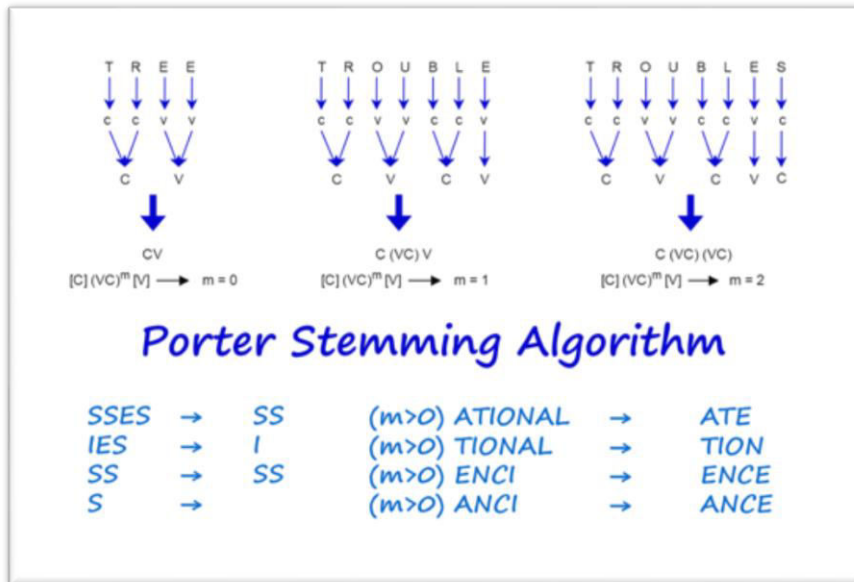 T R E E T R O U B L E T R O U B L E S
c c v v c c v v c c v c c v v c c v c
C V C V C V C V C V C
CV C (VC) V C (VC) (VC)
[C] (VC)ᵐ [V] → m = 0 [C] (VC)ᵐ [V] → m = 1 [C] (VC)ᵐ [V] → m = 2
Porter Stemming Algorithm
SSES → SS (m>0) ATIONAL → ATE
IES → I (m>0) TIONAL → TION
SS → SS (m>0) ENCI → ENCE
S → (m>0) ANCI → ANCE